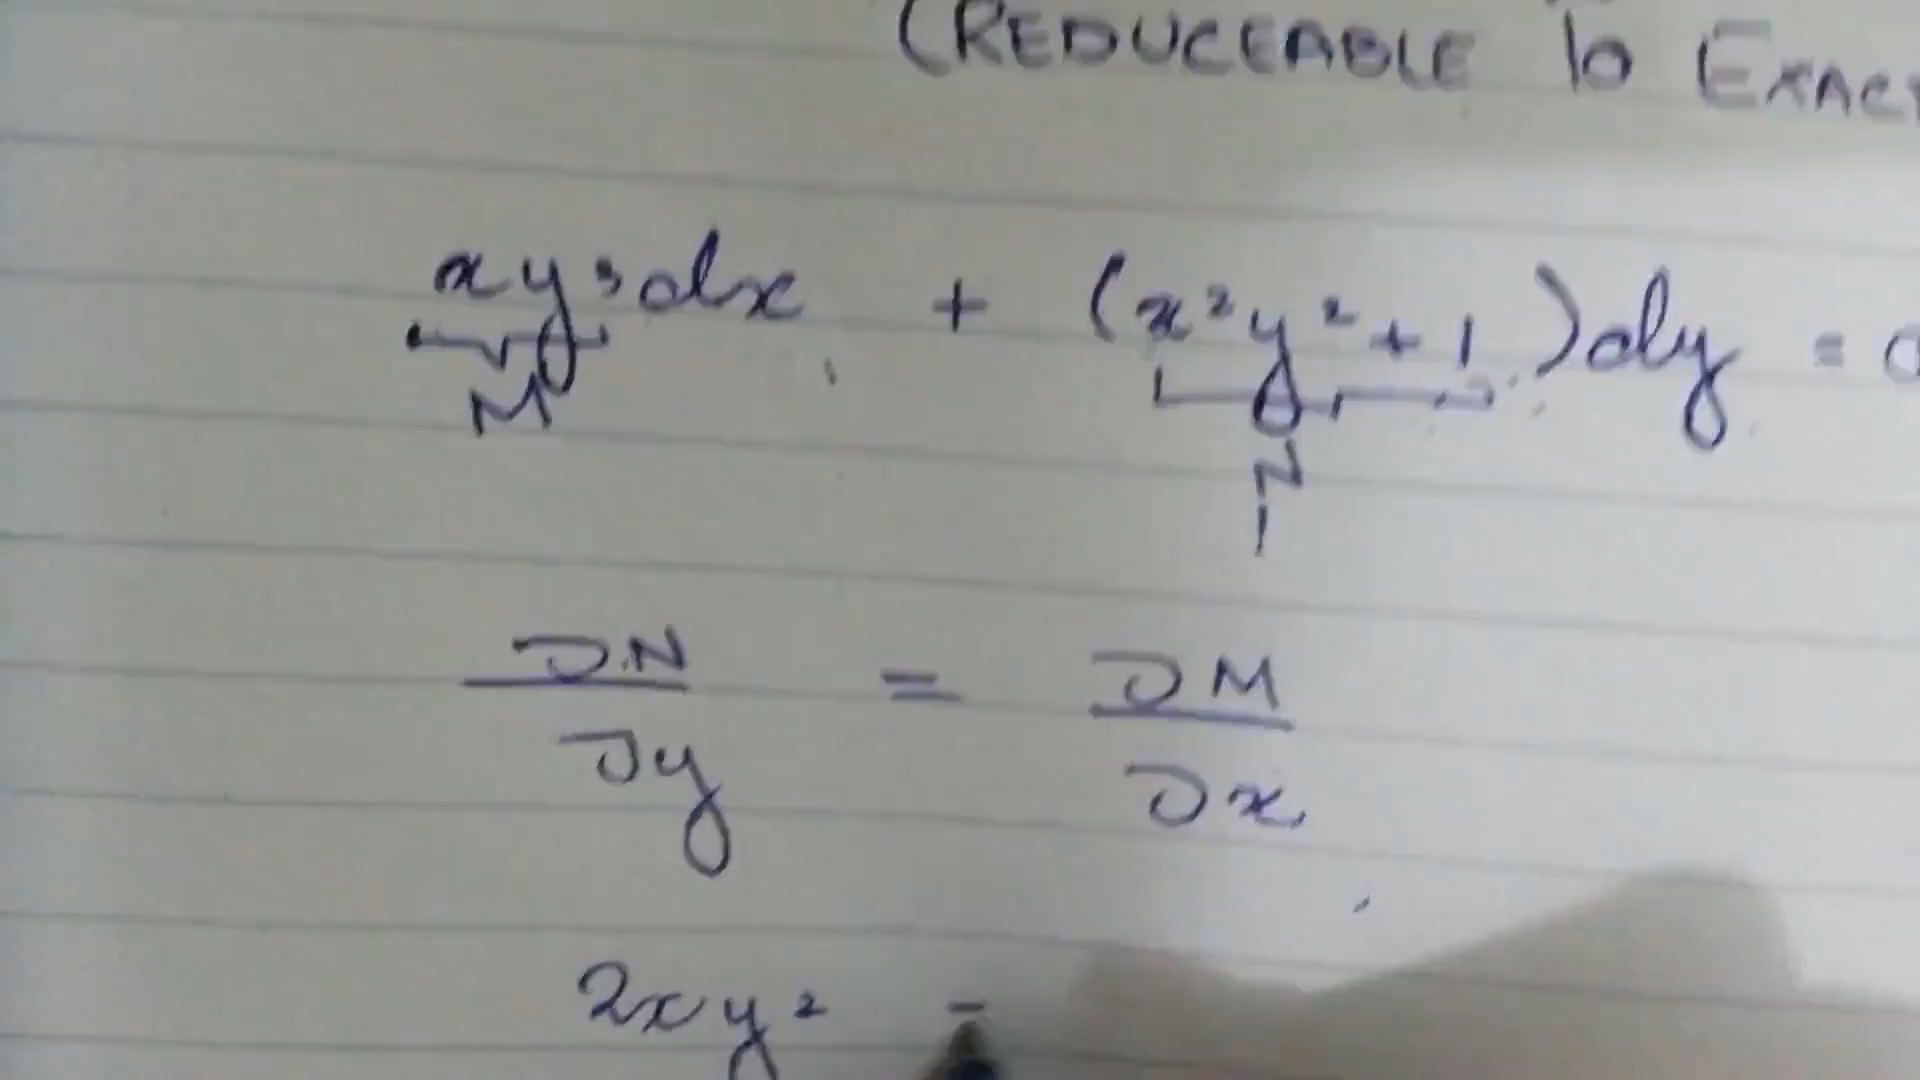 (REDUCEABLE TO EXACT
xy³dx + (x²y²+1)dy = 0
M N
∂N/∂y = ∂M/∂x
2xy² =